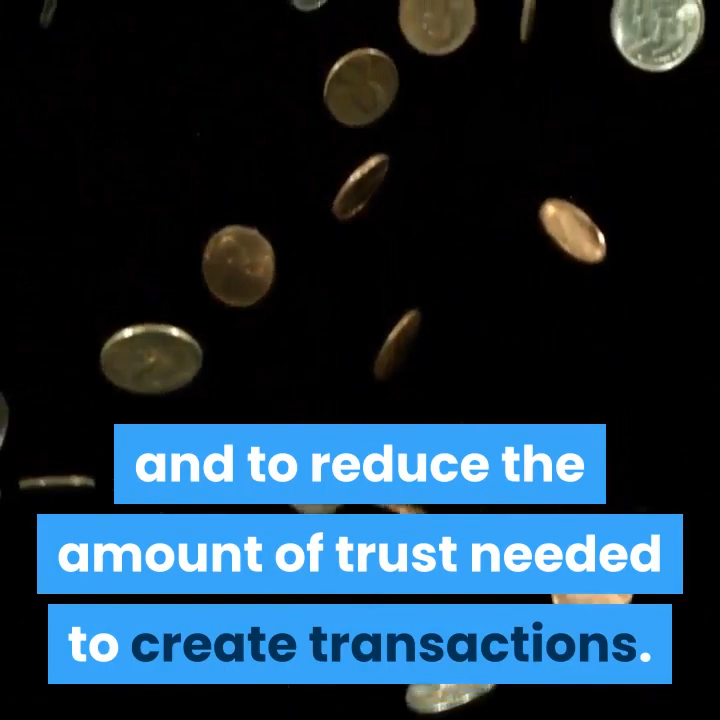 and to reduce the
amount of trust needed
to create transactions.